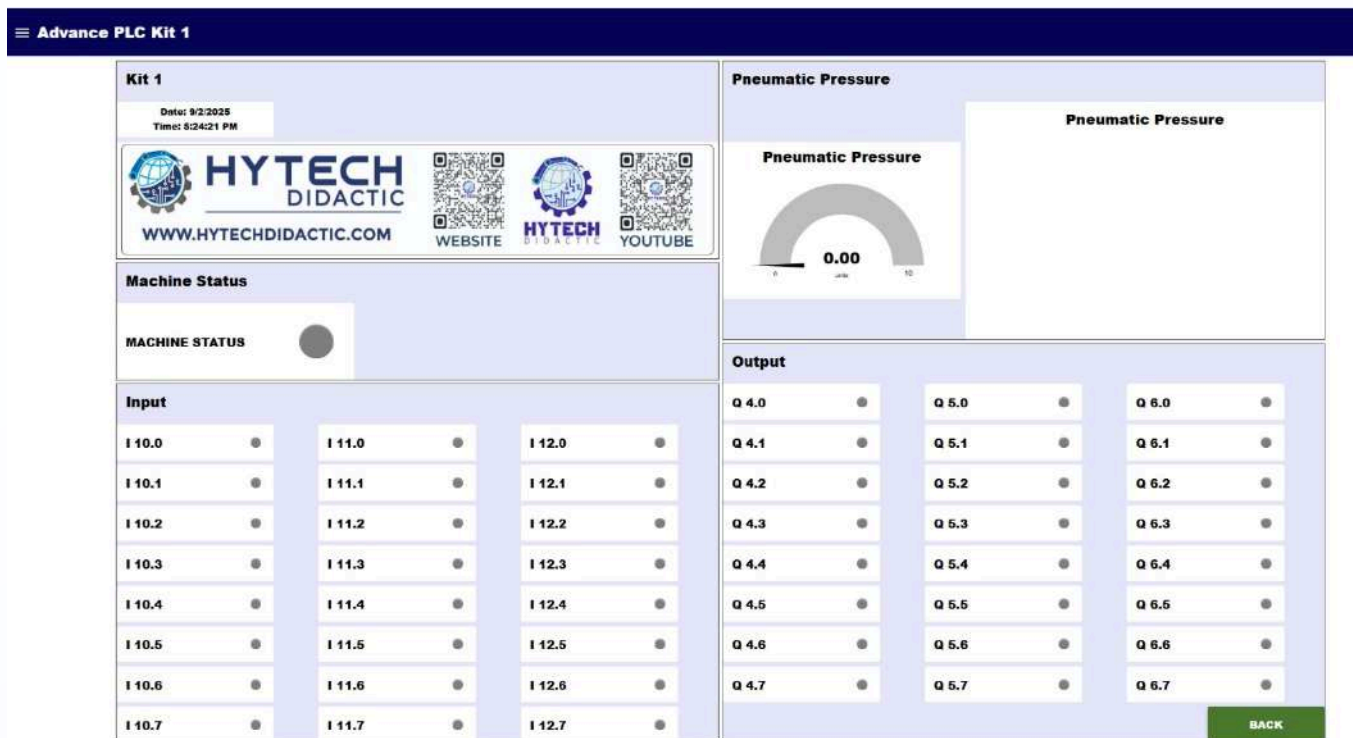 Advance PLC Kit 1
Kit 1
Date: 9/2/2025
Time: 5:24:21 PM
HYTECH
DIDACTIC
WWW.HYTECHDIDACTIC.COM
WEBSITE
HYTECH
DIDACTIC
YOUTUBE
Machine Status
MACHINE STATUS
Input
I 10.0 I 11.0 I 12.0
I 10.1 I 11.1 I 12.1
I 10.2 I 11.2 I 12.2
I 10.3 I 11.3 I 12.3
I 10.4 I 11.4 I 12.4
I 10.5 I 11.5 I 12.5
I 10.6 I 11.6 I 12.6
I 10.7 I 11.7 I 12.7
Pneumatic Pressure
Pneumatic Pressure
Pneumatic Pressure
0.00
0 units 10
Output
Q 4.0 Q 5.0 Q 6.0
Q 4.1 Q 5.1 Q 6.1
Q 4.2 Q 5.2 Q 6.2
Q 4.3 Q 5.3 Q 6.3
Q 4.4 Q 5.4 Q 6.4
Q 4.5 Q 5.5 Q 6.5
Q 4.6 Q 5.6 Q 6.6
Q 4.7 Q 5.7 Q 6.7
BACK